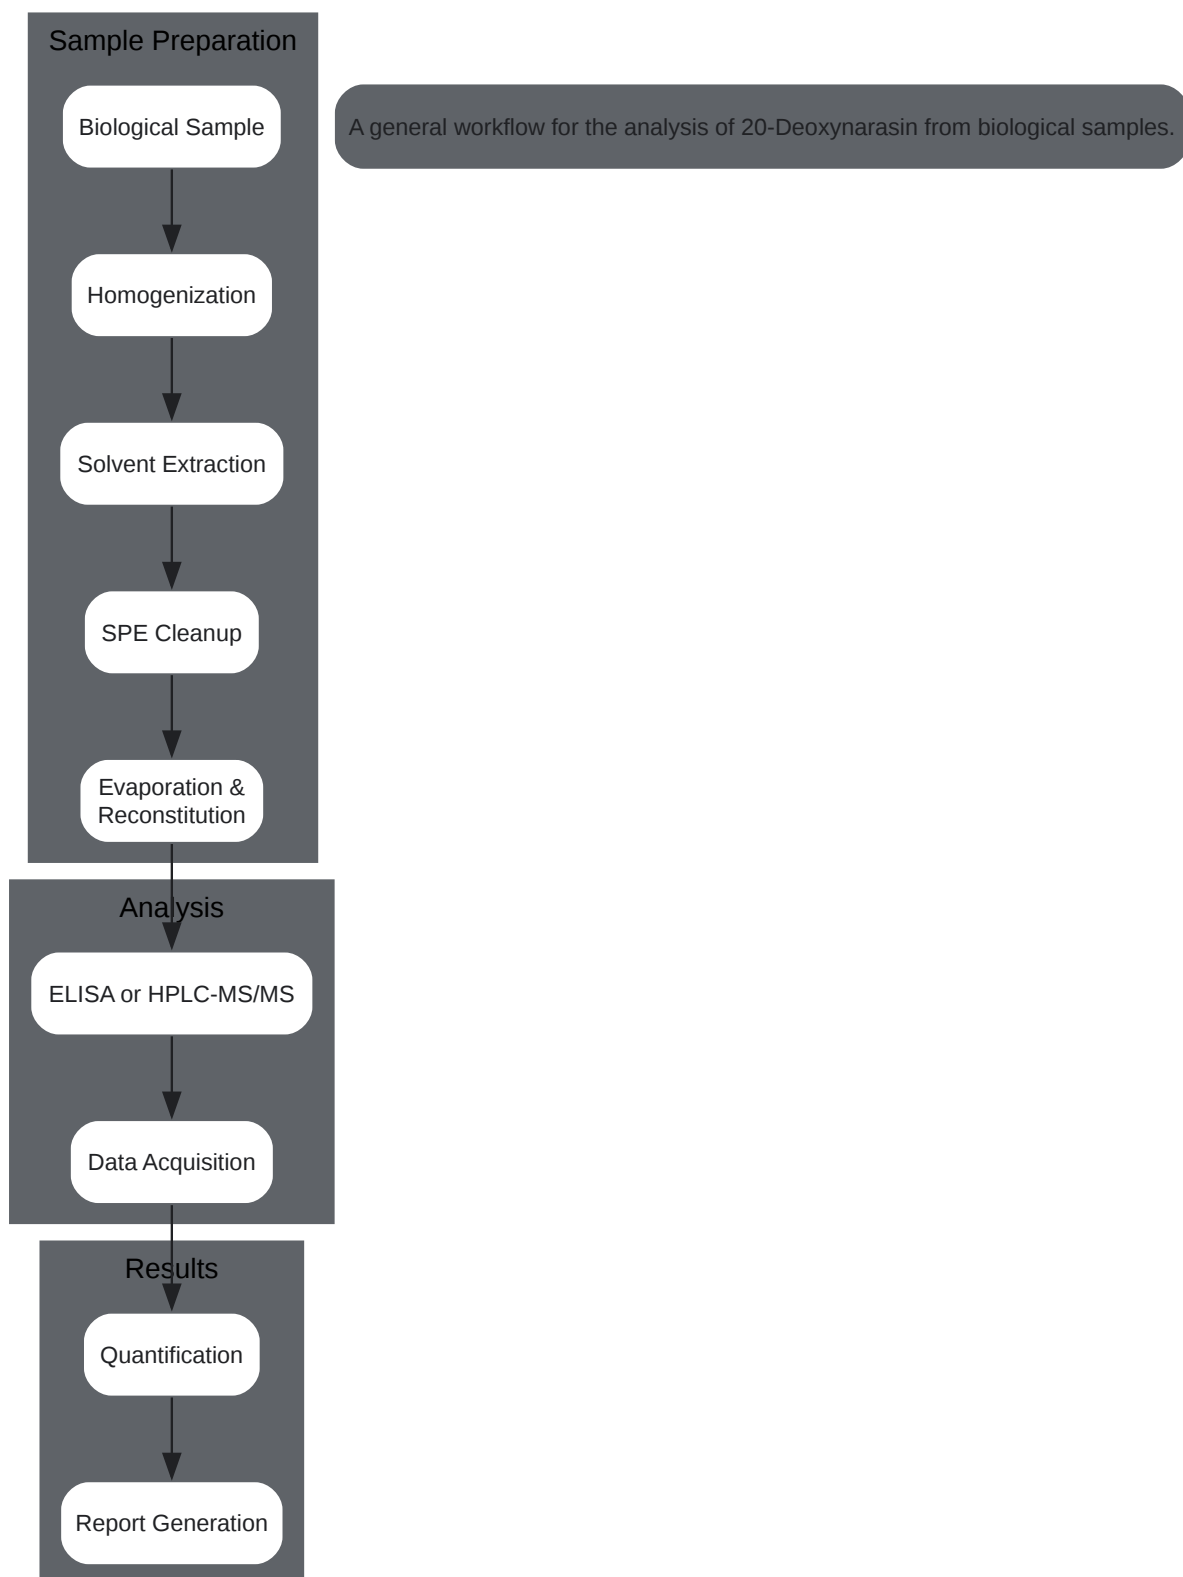 Sample Preparation
Biological Sample
A general workflow for the analysis of 20-Deoxynarasin from biological samples.
Homogenization
Solvent Extraction
SPE Cleanup
Evaporation &
Reconstitution
Analysis
ELISA or HPLC-MS/MS
Data Acquisition
Results
Quantification
Report Generation